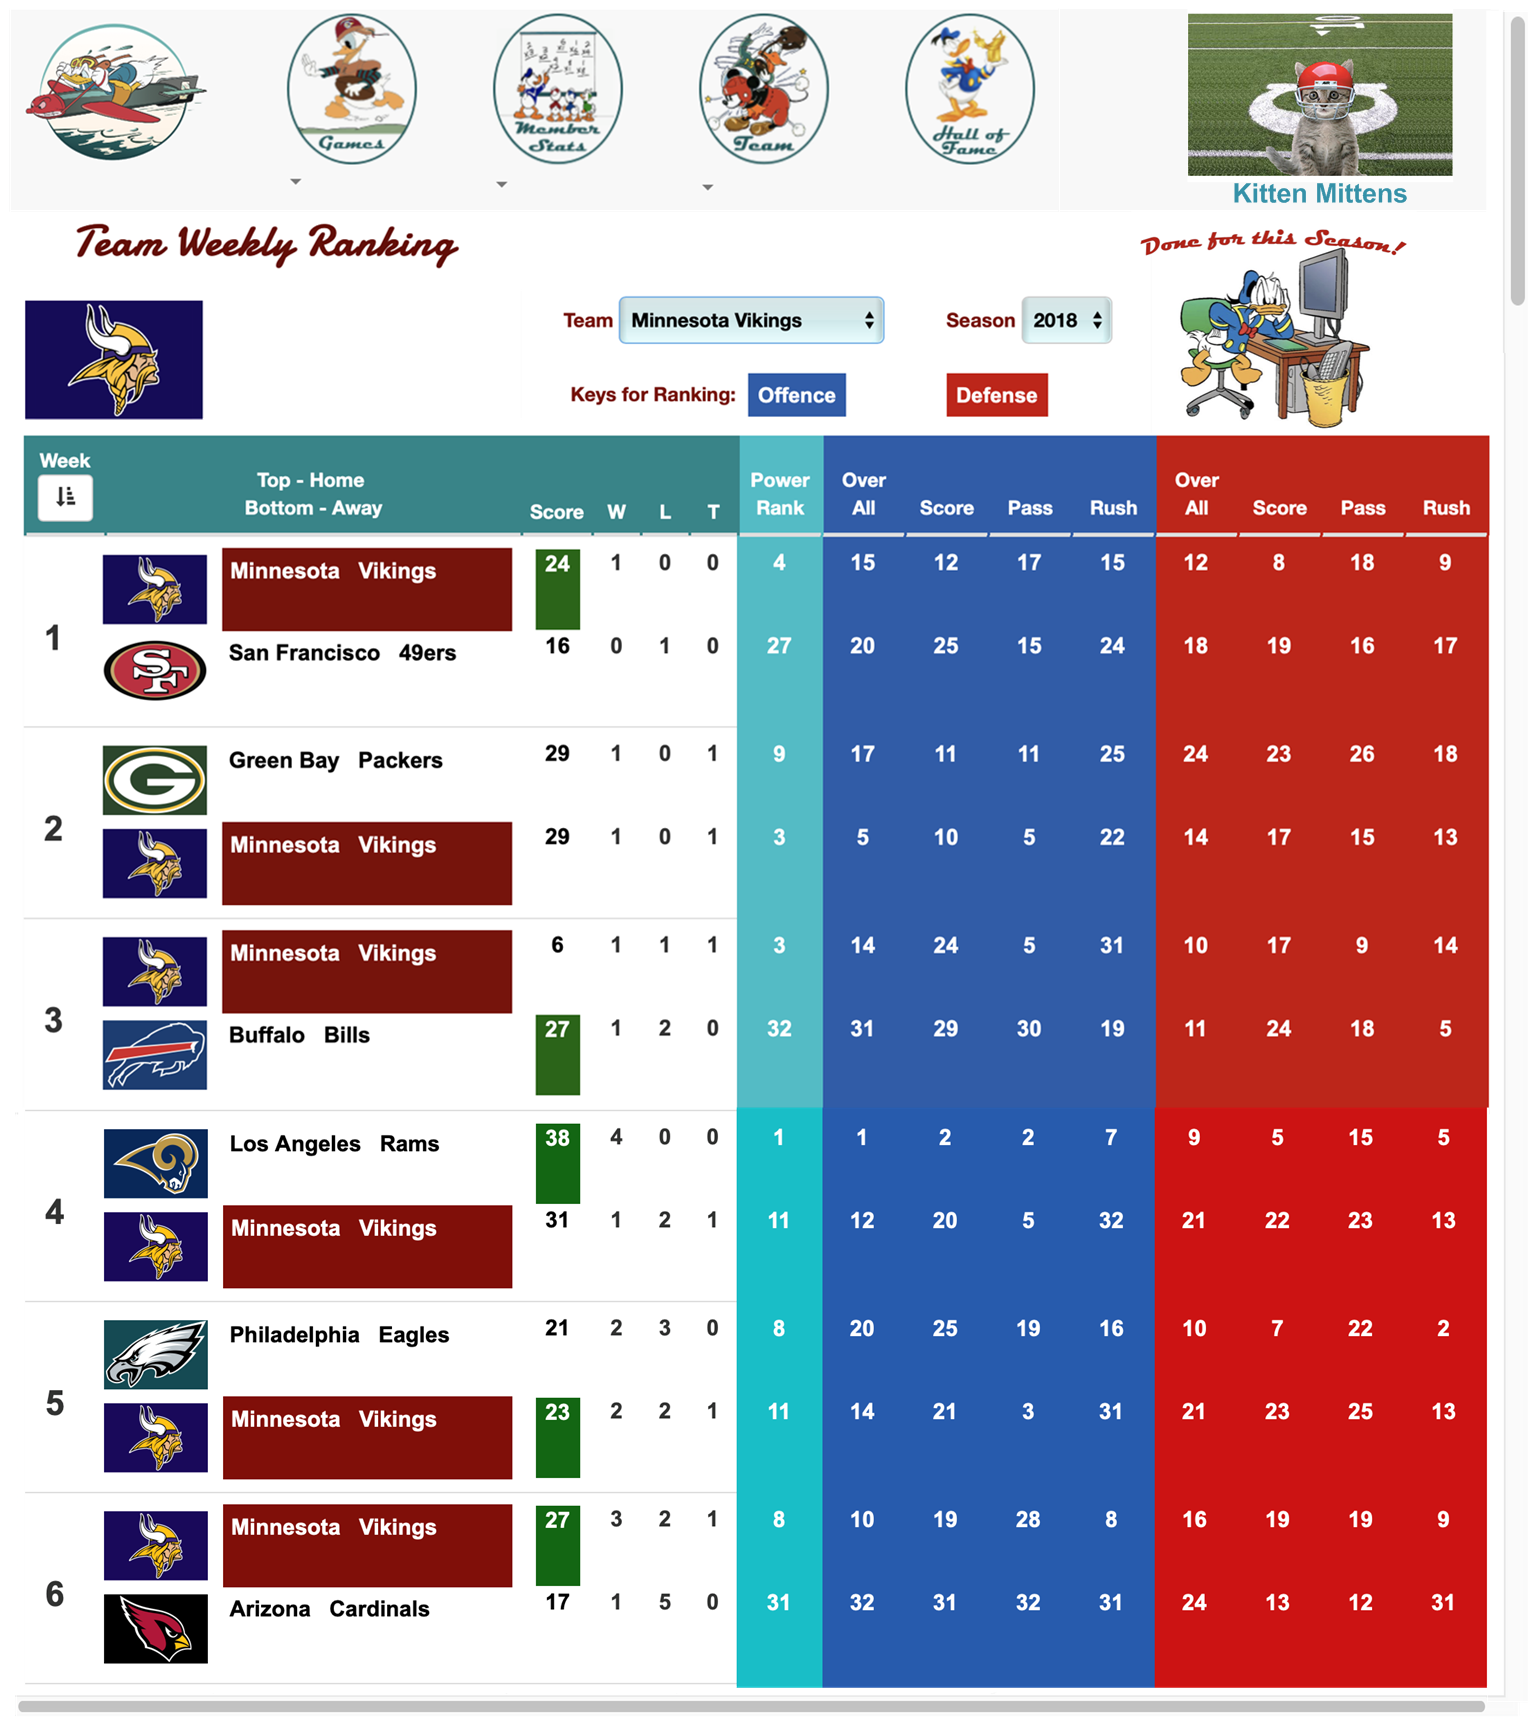 Games
Member
Stats
Team
Hall of
Fame
Kitten Mittens
Team Weekly Ranking
Done for this Season!
Team Minnesota Vikings Season 2018
Keys for Ranking: Offence Defense
Week
Top - Home
Bottom - Away
Score W L T
Power
Rank
Over
All
Score Pass Rush
Over
All
Score Pass Rush
1
Minnesota Vikings 24 1 0 0 4 15 12 17 15 12 8 18 9
SF
San Francisco 49ers 16 0 1 0 27 20 25 15 24 18 19 16 17
2
G
Green Bay Packers 29 1 0 1 9 17 11 11 25 24 23 26 18
Minnesota Vikings 29 1 0 1 3 5 10 5 22 14 17 15 13
3
Minnesota Vikings 6 1 1 1 3 14 24 5 31 10 17 9 14
Buffalo Bills 27 1 2 0 32 31 29 30 19 11 24 18 5
4
Los Angeles Rams 38 4 0 0 1 1 2 2 7 9 5 15 5
Minnesota Vikings 31 1 2 1 11 12 20 5 32 21 22 23 13
5
Philadelphia Eagles 21 2 3 0 8 20 25 19 16 10 7 22 2
Minnesota Vikings 23 2 2 1 11 14 21 3 31 21 23 25 13
6
Minnesota Vikings 27 3 2 1 8 10 19 28 8 16 19 19 9
Arizona Cardinals 17 1 5 0 31 32 31 32 31 24 13 12 31